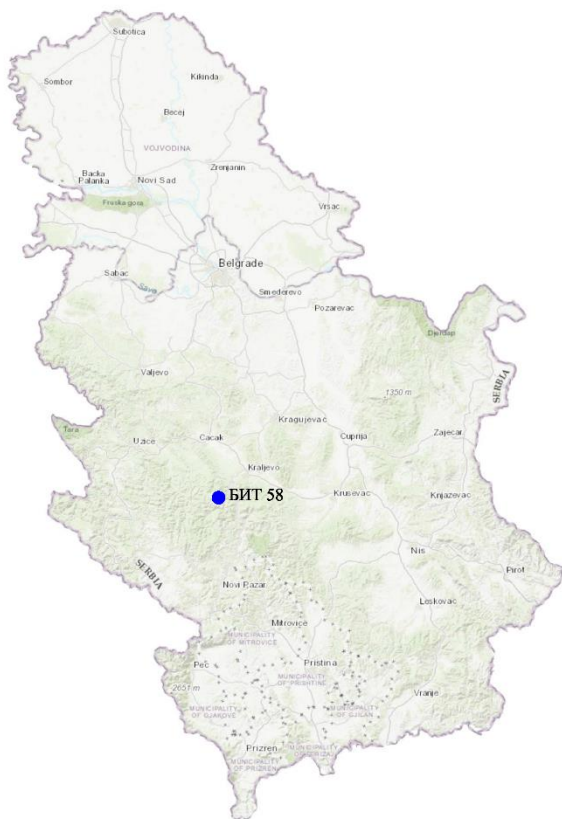 Subotica
Sombor
Kikinda
Becej
VOJVODINA
Backa
Palanka
Novi Sad
Zrenjanin
Fruska gora
Vrsac
Belgrade
Sabac
Sava
Smederevo
Pozarevac
Djerdap
Valjevo
1350 m
SERBIA
Kragujevac
Tara
Uzice
Cacak
Cuprija
Zajecar
Kraljevo
БИТ 58
Krusevac
Knjazevac
Nis
SERBIA
Pirot
Novi Pazar
Leskovac
Mitrovice
MUNICIPALITY
OF MITROVICE
Peć
Pristina
MUNICIPALITY
OF PRISHTINE
2651 m
Vranje
MUNICIPALITY
OF GJAKOVE
MUNICIPALITY
OF GJILAN
Prizren
MUNICIPALITY
OF PRIZREN